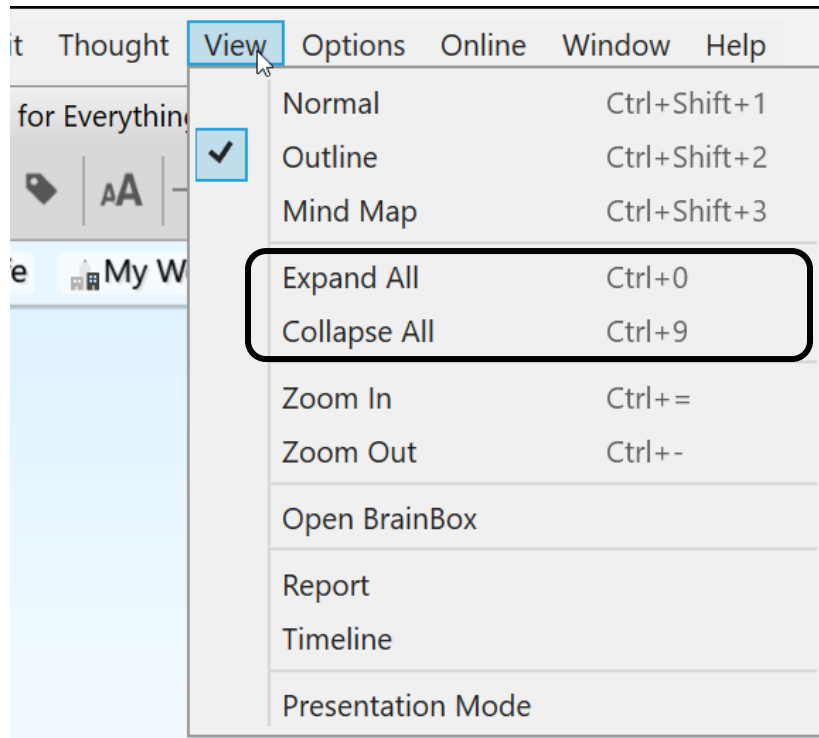 it Thought View Options Online Window Help
for Everything
Normal Ctrl+Shift+1
Outline Ctrl+Shift+2
AA
Mind Map Ctrl+Shift+3
e My W
Expand All Ctrl+0
Collapse All Ctrl+9
Zoom In Ctrl+=
Zoom Out Ctrl+-
Open BrainBox
Report
Timeline
Presentation Mode